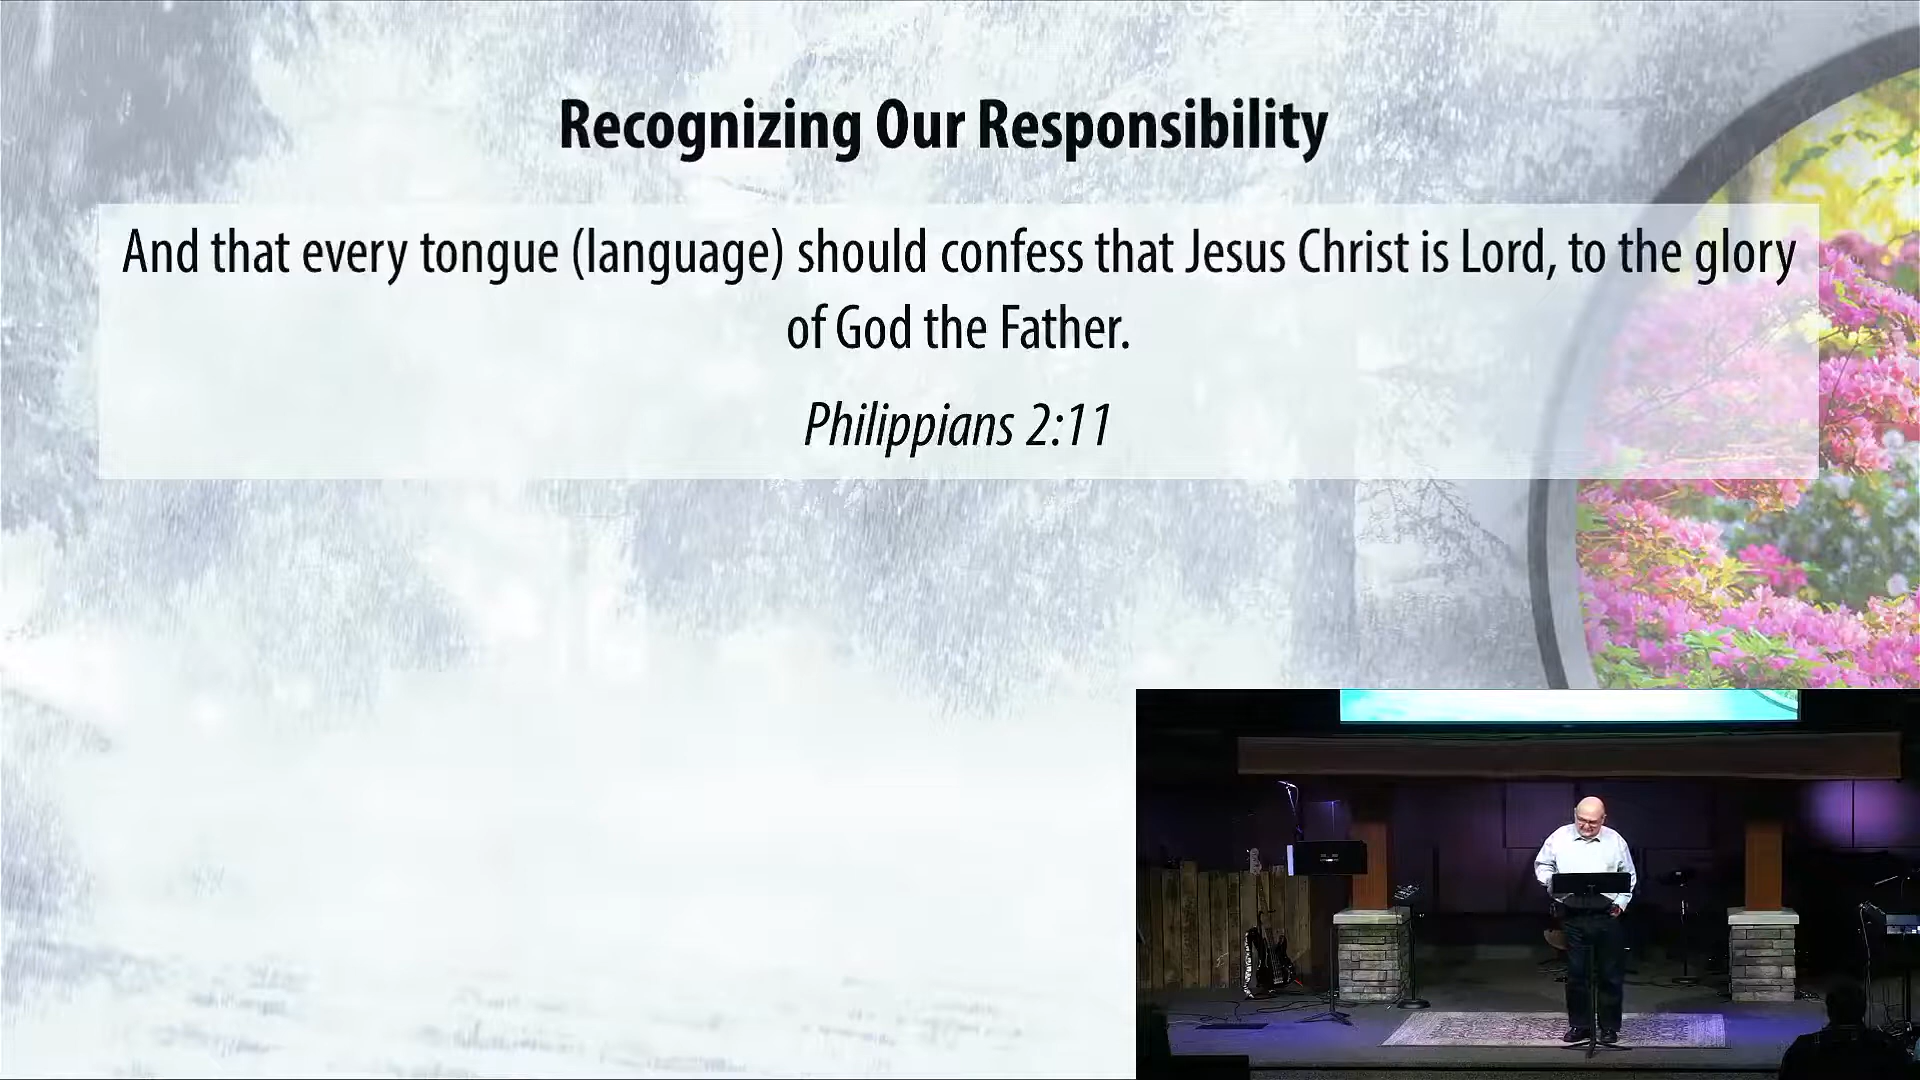 Recognizing Our Responsibility
And that every tongue (language) should confess that Jesus Christ is Lord, to the glory
of God the Father.
Philippians 2:11